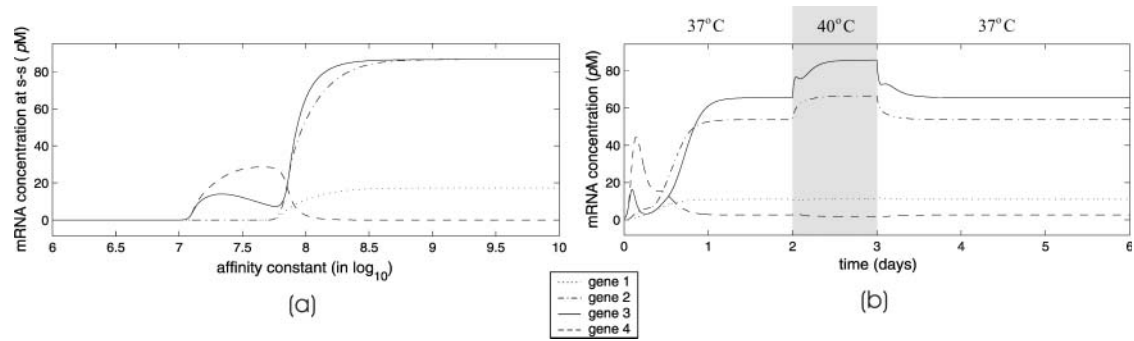 37°C 40°C 37°C
mRNA concentration at s-s (pM)
80
60
40
20
0
6 6.5 7 7.5 8 8.5 9 9.5 10
affinity constant (in log10)
(a)
mRNA concentration (pM)
80
60
40
20
0
0 1 2 3 4 5 6
time (days)
(b)
gene 1
gene 2
gene 3
gene 4